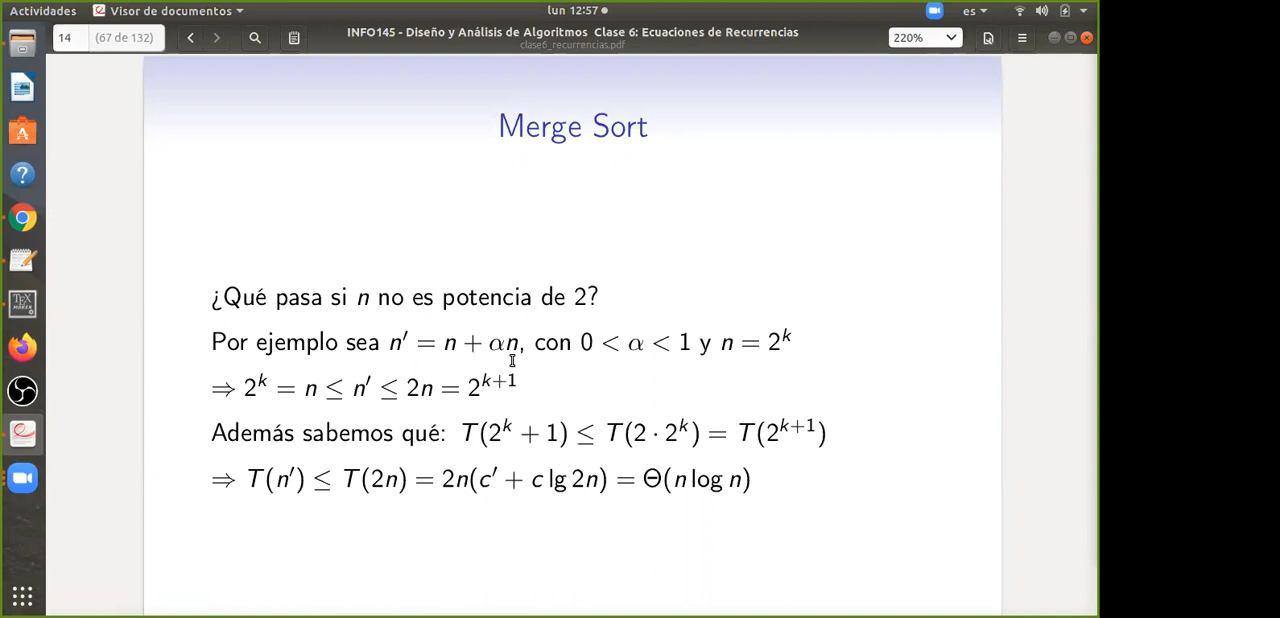 Actividades Visor de documentos lun 12:57 es
14 (67 de 132) INFO145 - Diseño y Análisis de Algoritmos Clase 6: Ecuaciones de Recurrencias 220%
clase6_recurrencias.pdf
Merge Sort
¿Qué pasa si n no es potencia de 2?
Por ejemplo sea n′ = n + αn, con 0 < α < 1 y n = 2^k
⇒ 2^k = n ≤ n′ ≤ 2n = 2^{k+1}
Además sabemos qué: T(2^k + 1) ≤ T(2 · 2^k) = T(2^{k+1})
⇒ T(n′) ≤ T(2n) = 2n(c′ + c lg 2n) = Θ(n log n)